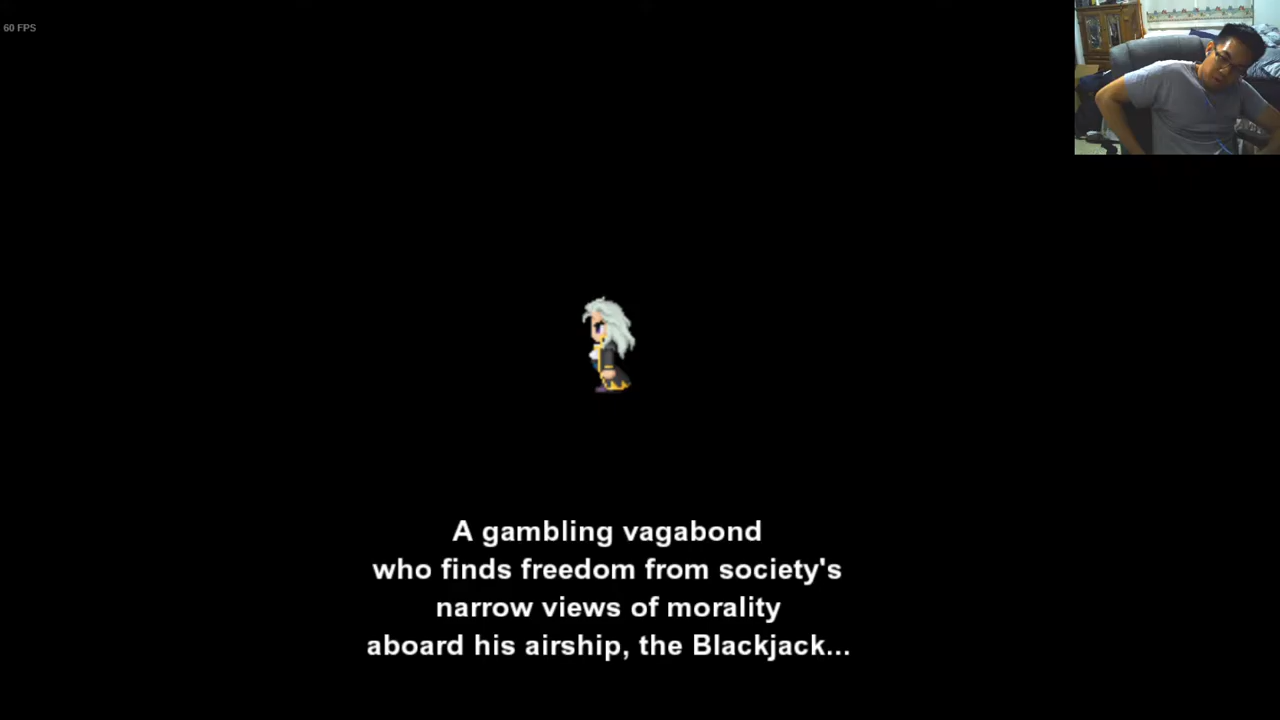 60 FPS
A gambling vagabond
who finds freedom from society's
narrow views of morality
aboard his airship, the Blackjack...